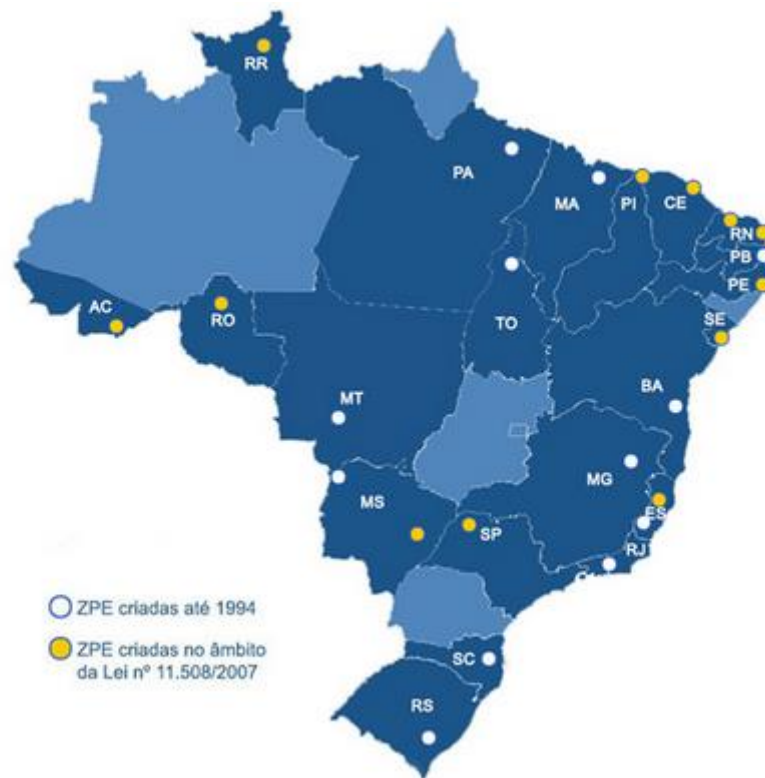 RR
PA
MA
PI
CE
RN
PB
PE
AC
RO
TO
SE
MT
BA
MG
MS
ES
SP
RJ
ZPE criadas até 1994
ZPE criadas no âmbito
da Lei nº 11.508/2007
SC
RS